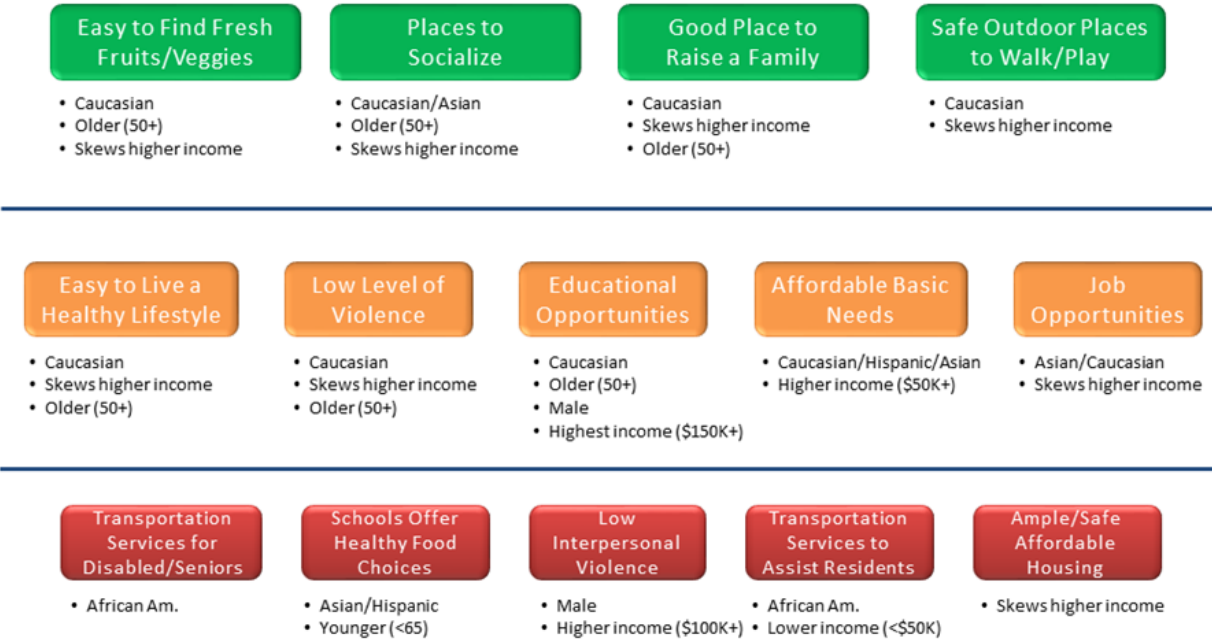 Easy to Find Fresh
Fruits/Veggies
• Caucasian
• Older (50+)
• Skews higher income
Places to
Socialize
• Caucasian/Asian
• Older (50+)
• Skews higher income
Good Place to
Raise a Family
• Caucasian
• Skews higher income
• Older (50+)
Safe Outdoor Places
to Walk/Play
• Caucasian
• Skews higher income
Easy to Live a
Healthy Lifestyle
• Caucasian
• Skews higher income
• Older (50+)
Low Level of
Violence
• Caucasian
• Skews higher income
• Older (50+)
Educational
Opportunities
• Caucasian
• Older (50+)
• Male
• Highest income ($150K+)
Affordable Basic
Needs
• Caucasian/Hispanic/Asian
• Higher income ($50K+)
Job
Opportunities
• Asian/Caucasian
• Skews higher income
Transportation
Services for
Disabled/Seniors
• African Am.
Schools Offer
Healthy Food
Choices
• Asian/Hispanic
• Younger (<65)
Low
Interpersonal
Violence
• Male
• Higher income ($100K+)
Transportation
Services to
Assist Residents
• African Am.
• Lower income (<$50K)
Ample/Safe
Affordable
Housing
• Skews higher income